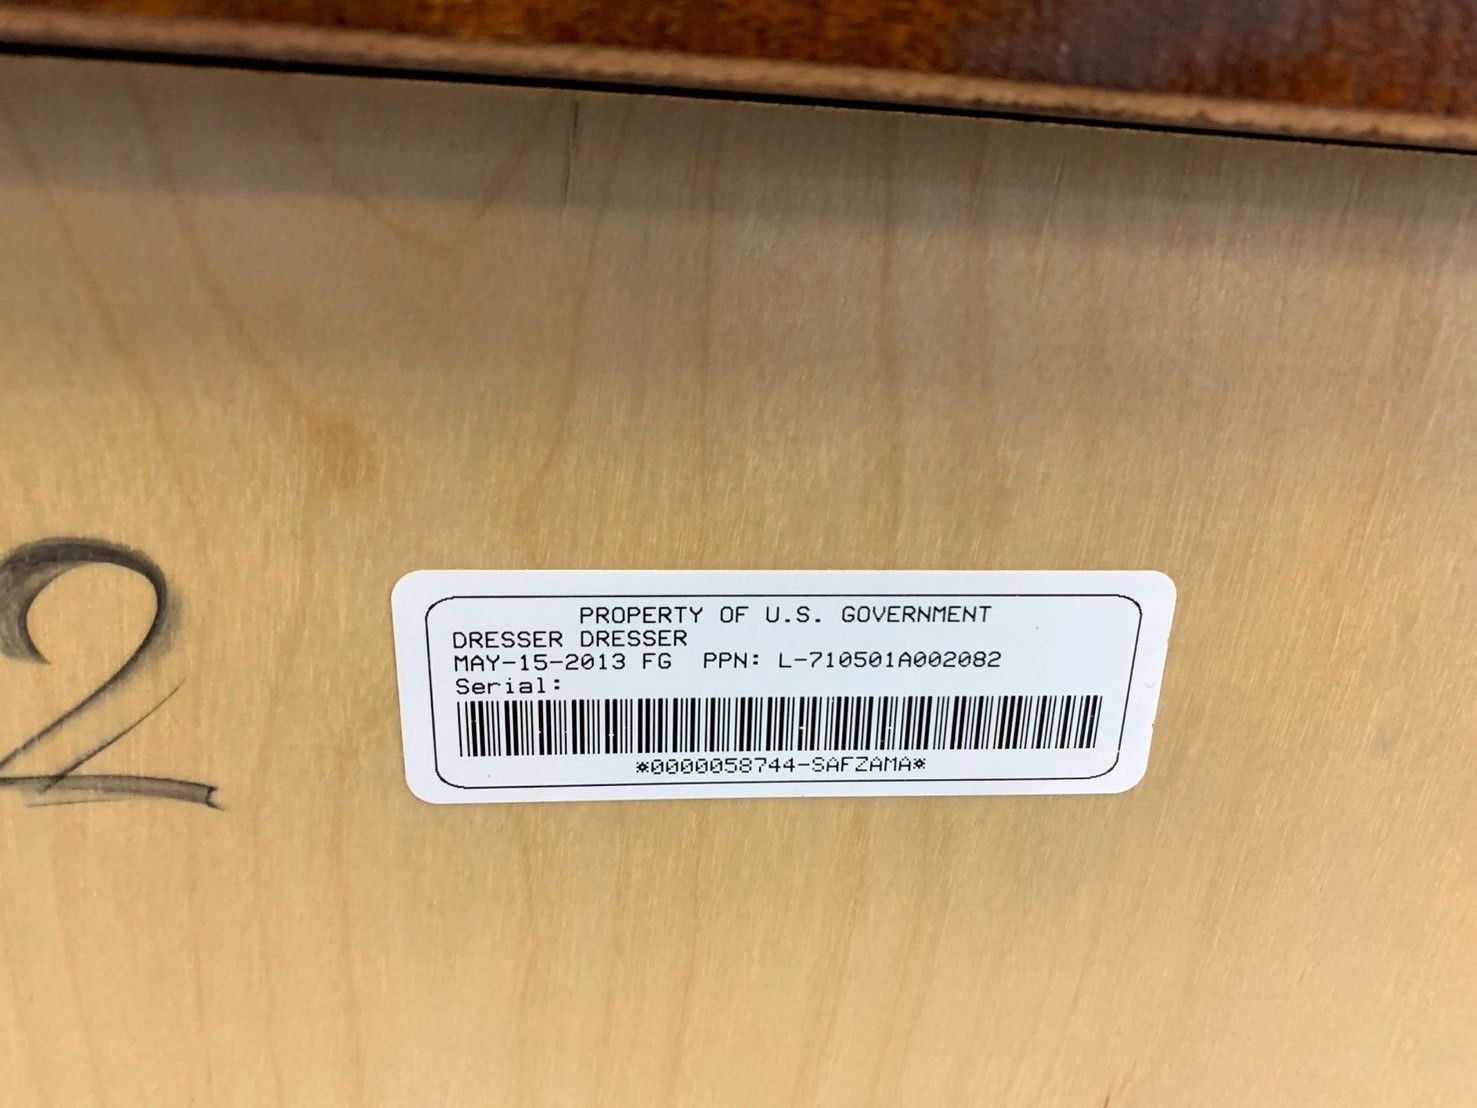 PROPERTY OF U.S. GOVERNMENT
DRESSER DRESSER
MAY-15-2013 FG PPN: L-710501A002082
Serial:
*0000058744-SAFZAMA*
2